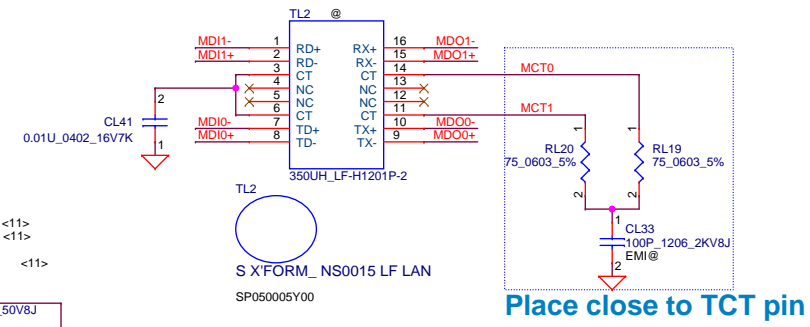 TL2 @
MDI1- 1 RD+ RX+ 16 MDO1-
MDI1+ 2 RD- RX- 15 MDO1+
3 CT CT 14 MCT0
4 NC NC 13
5 NC NC 12
6 CT CT 11 MCT1
MDI0- 7 TD+ TX+ 10 MDO0-
MDI0+ 8 TD- TX- 9 MDO0+
2
CL41
0.01U_0402_16V7K
1
350UH_LF-H1201P-2
1 1
RL20 RL19
75_0603_5% 75_0603_5%
2 2
TL2
1
CL33
100P_1206_2KV8J
EMI@
2
<11>
<11>
<11>
S X'FORM_ NS0015 LF LAN
SP050005Y00
Place close to TCT pin
_50V8J